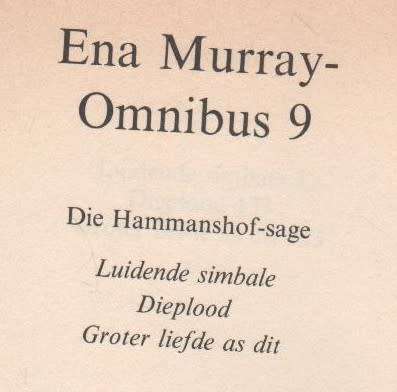 Ena Murray-
Omnibus 9
Die Hammanshof-sage
Luidende simbale
Dieplood
Groter liefde as dit